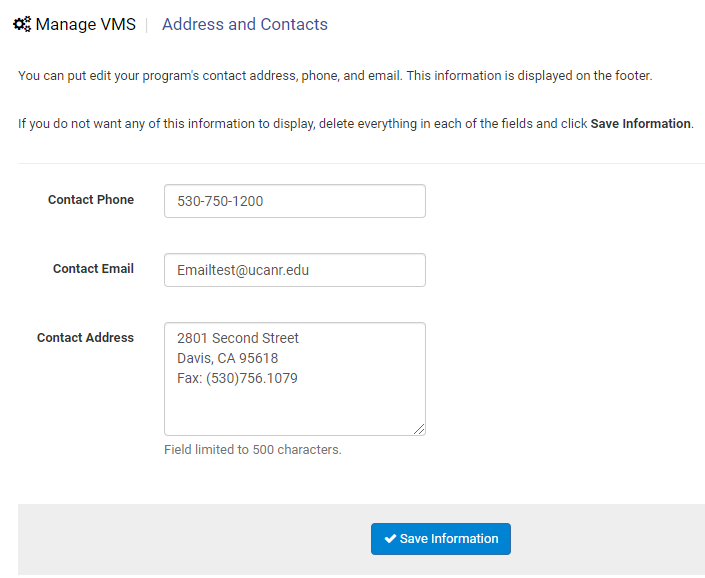 Manage VMS | Address and Contacts
You can put edit your program's contact address, phone, and email. This information is displayed on the footer.
If you do not want any of this information to display, delete everything in each of the fields and click Save Information.
Contact Phone 530-750-1200
Contact Email Emailtest@ucanr.edu
Contact Address 2801 Second Street
Davis, CA 95618
Fax: (530)756.1079
Field limited to 500 characters.
Save Information